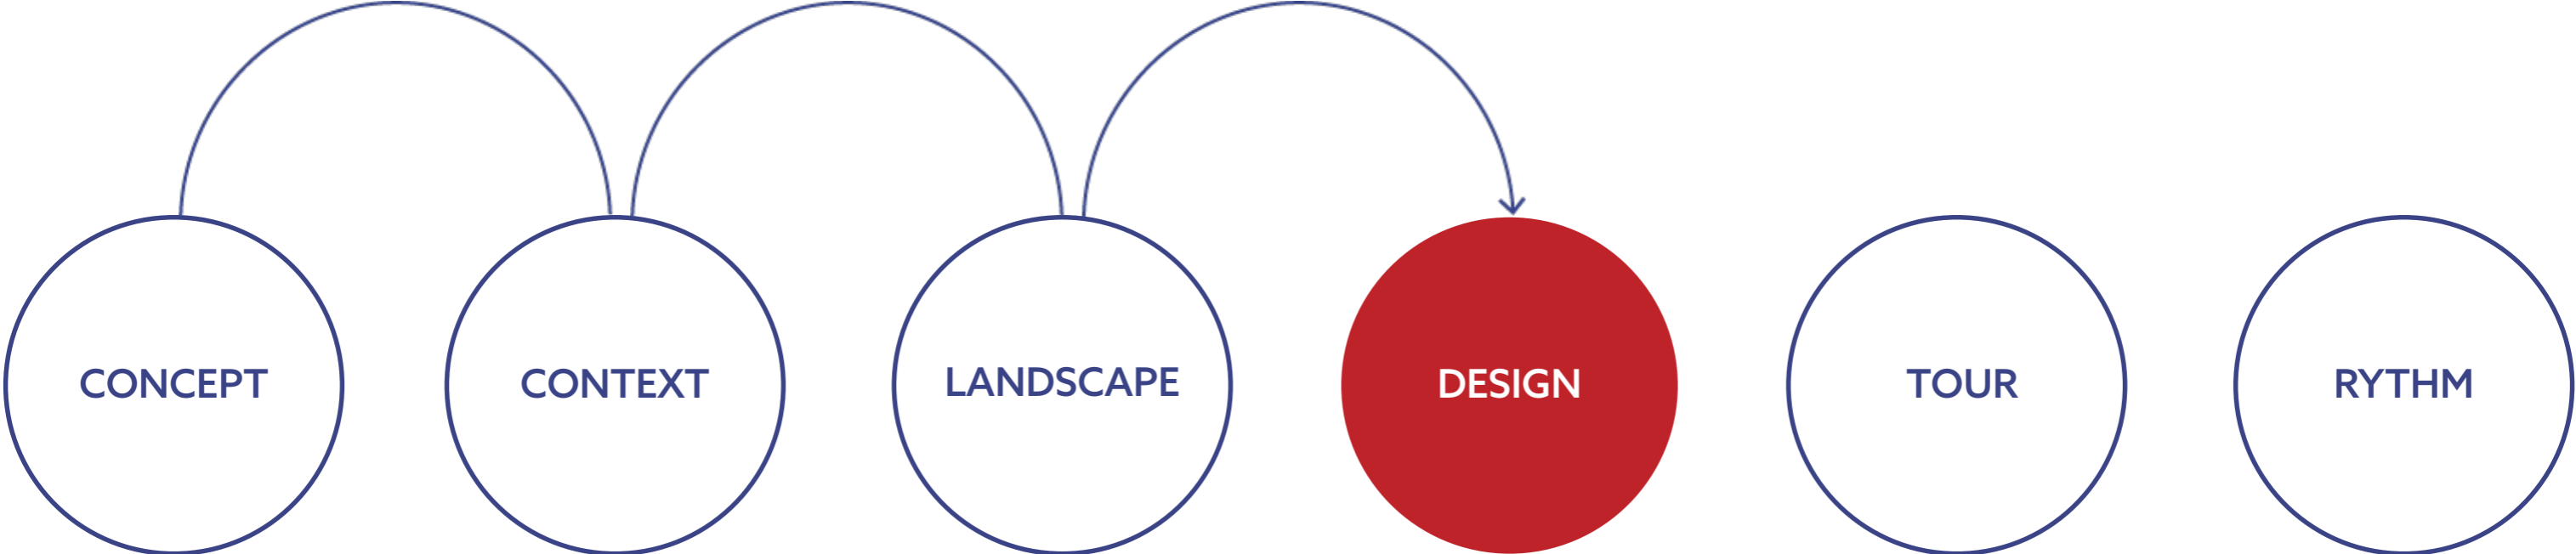 CONCEPT
CONTEXT
LANDSCAPE
DESIGN
TOUR
RYTHM